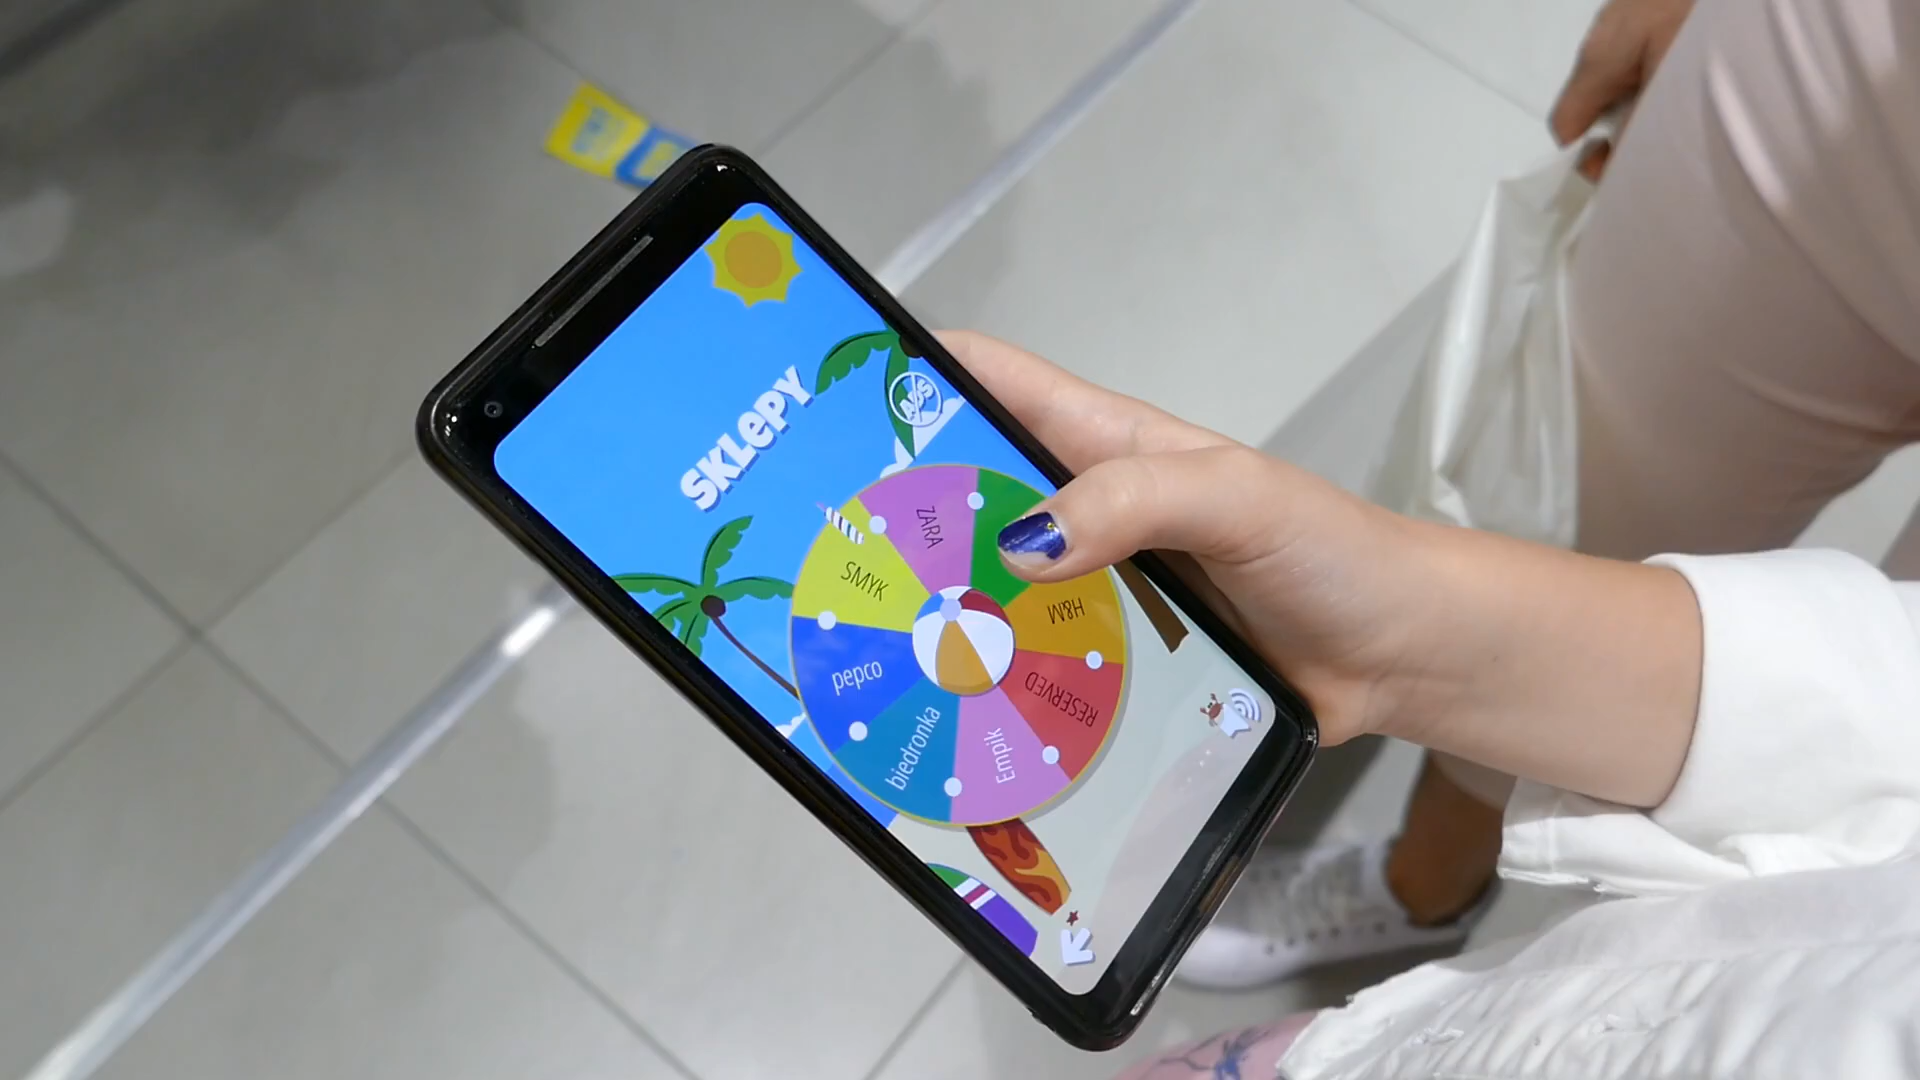 SKLePY
ADS
ZARA
SMYK
H&M
pepco
RESERVED
biedronka
Empik